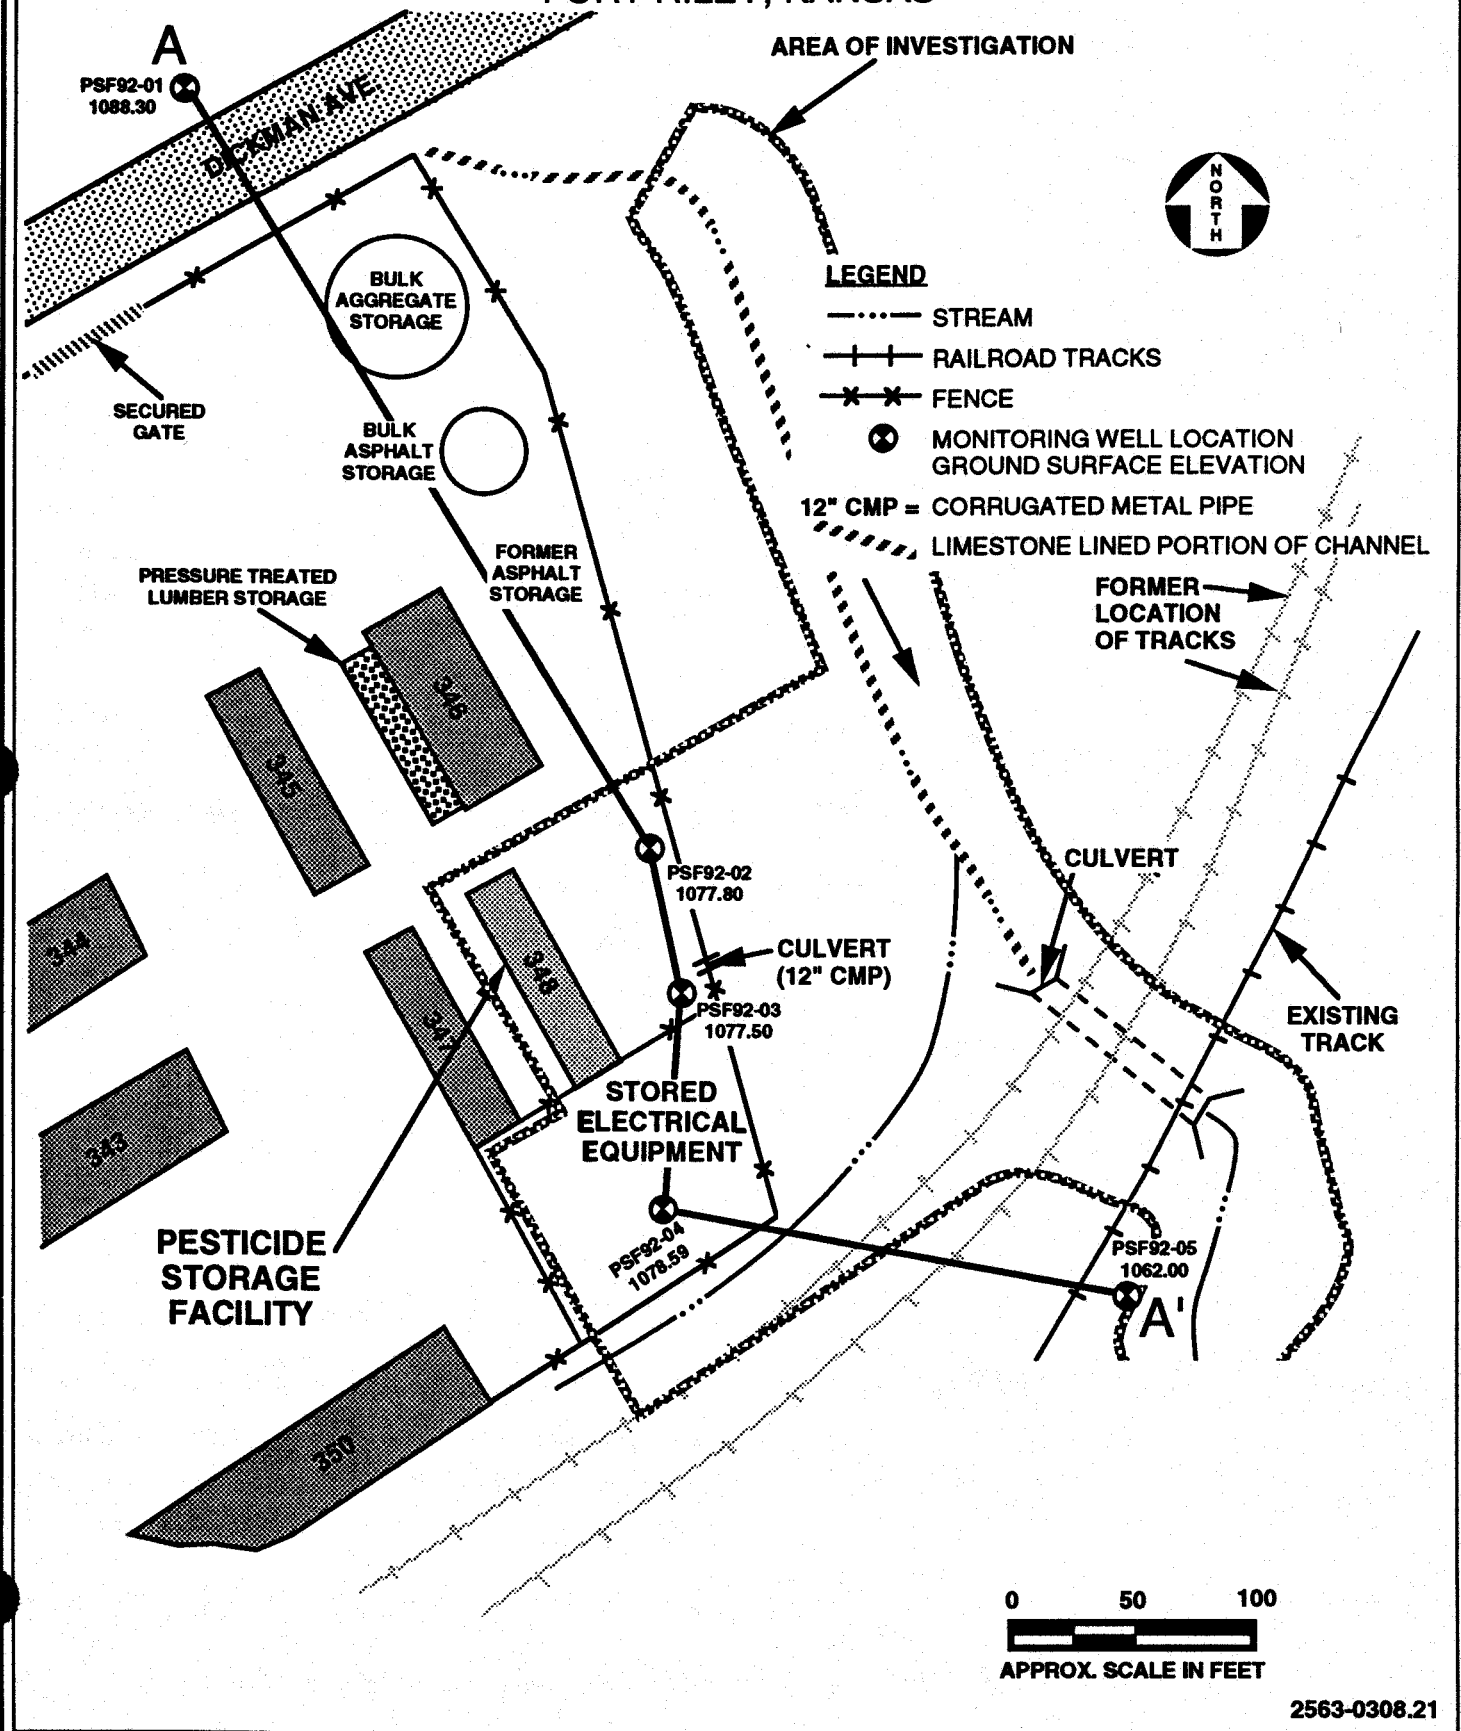 A
PSF92-01
1088.30
DICKMAN AVE.
AREA OF INVESTIGATION
NORTH
BULK
AGGREGATE
STORAGE
LEGEND
STREAM
RAILROAD TRACKS
FENCE
MONITORING WELL LOCATION
GROUND SURFACE ELEVATION
12" CMP = CORRUGATED METAL PIPE
LIMESTONE LINED PORTION OF CHANNEL
SECURED
GATE
BULK
ASPHALT
STORAGE
FORMER
ASPHALT
STORAGE
PRESSURE TREATED
LUMBER STORAGE
FORMER
LOCATION
OF TRACKS
346
345
CULVERT
PSF92-02
1077.80
344
348
347
CULVERT
(12" CMP)
PSF92-03
1077.50
EXISTING
TRACK
343
STORED
ELECTRICAL
EQUIPMENT
PESTICIDE
STORAGE
FACILITY
PSF92-04
1078.59
PSF92-05
1062.00
A'
350
0 50 100
APPROX. SCALE IN FEET
2563-0308.21